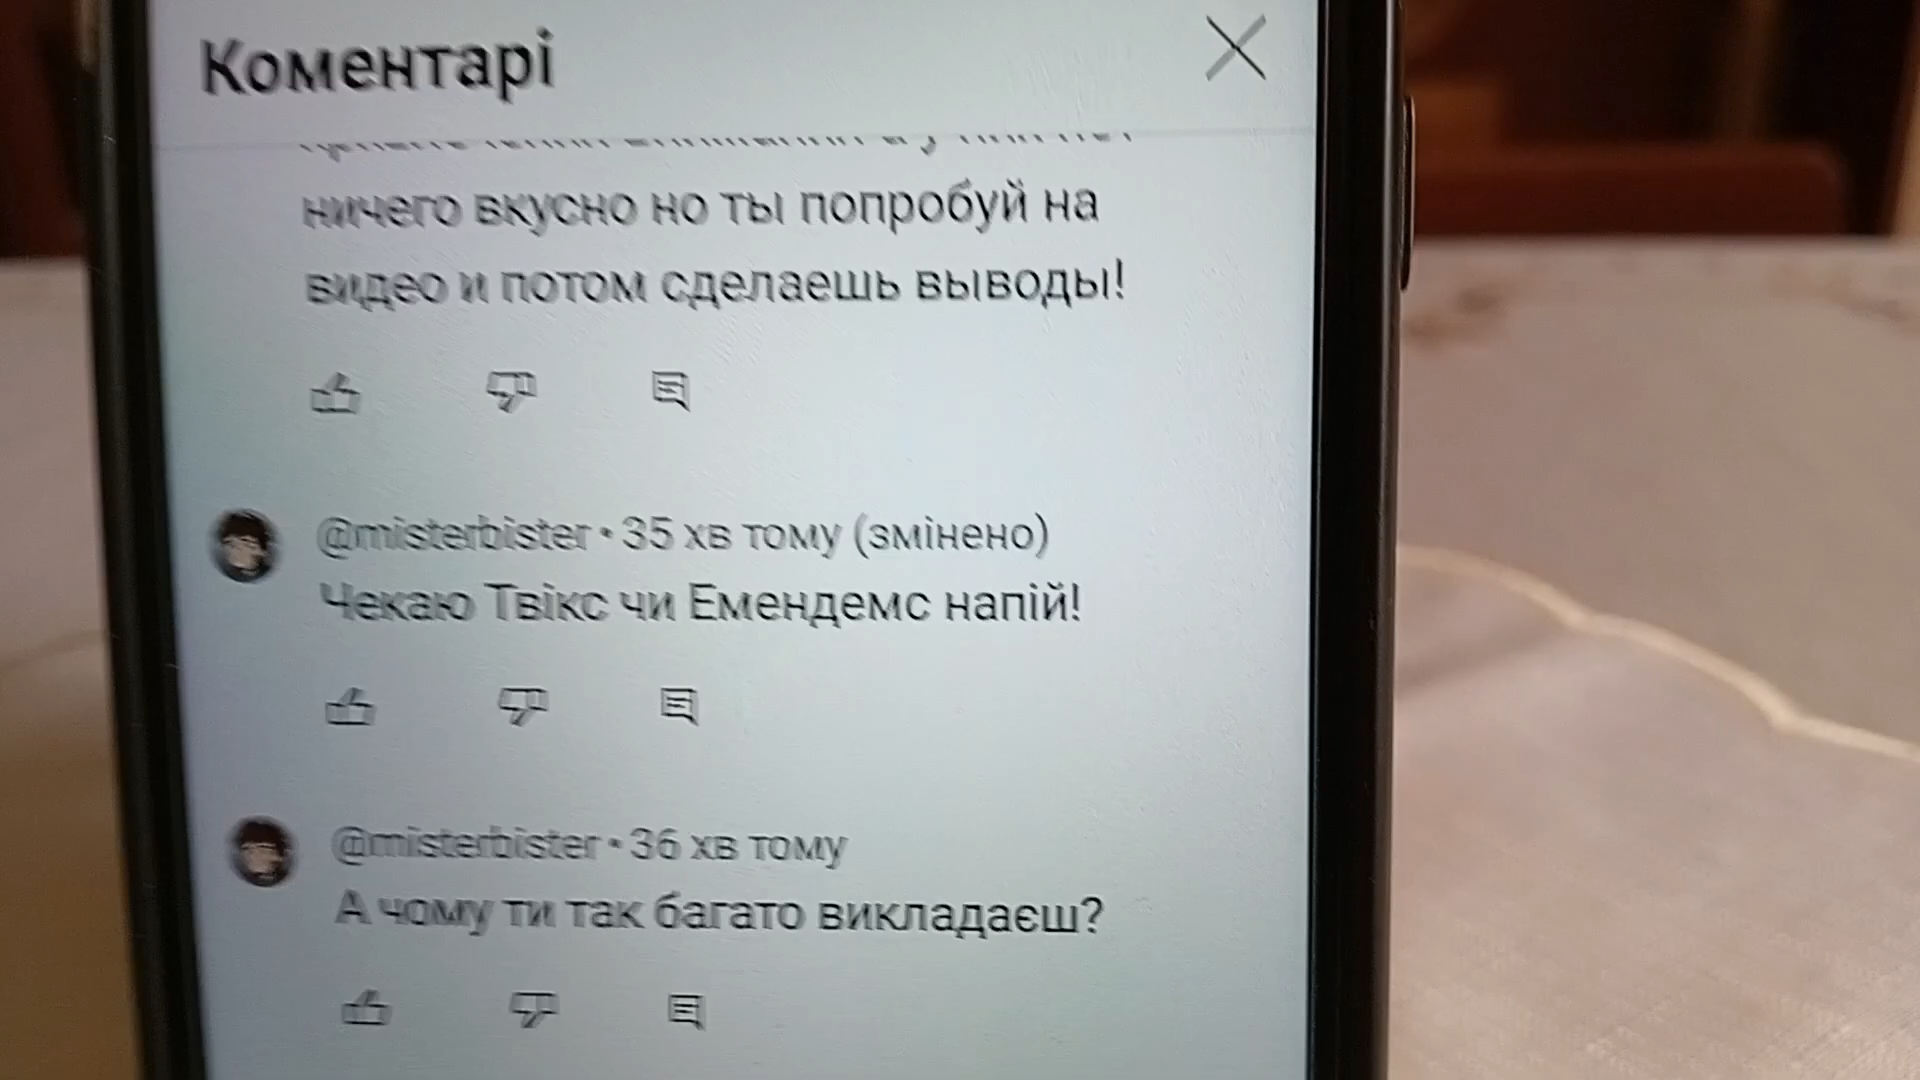 Коментарі
ничего вкусно но ты попробуй на
видео и потом сделаешь выводы!
@misterbister • 35 хв тому (змінено)
Чекаю Твікс чи Емендемс напій!
@misterbister • 36 хв тому
А чому ти так багато викладаєш?